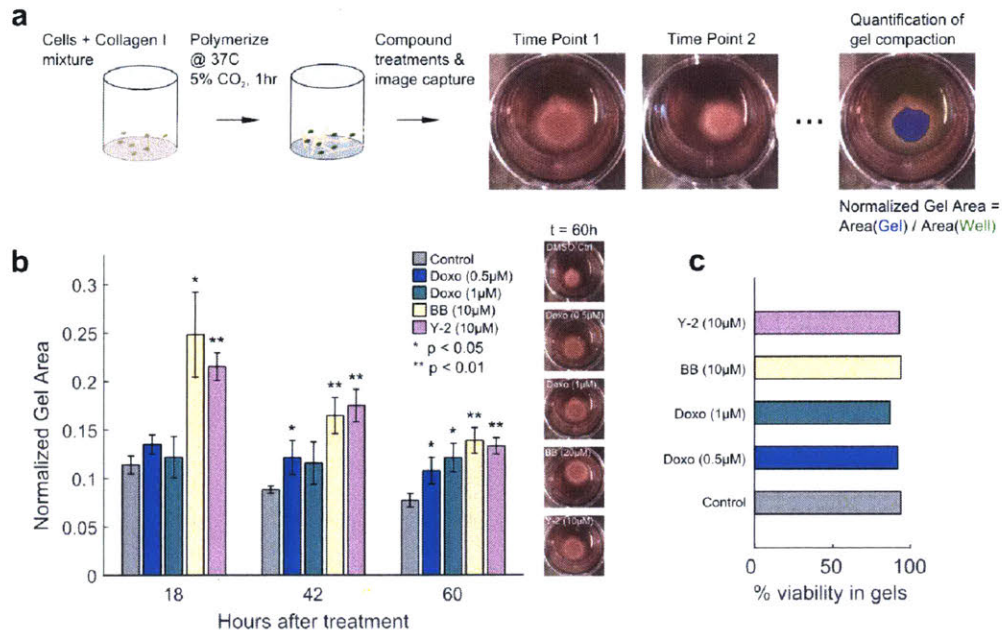 a
Cells + Collagen I
mixture
Polymerize
@ 37C
5% CO₂, 1hr
Compound
treatments &
image capture
Time Point 1
Time Point 2
...
Quantification of
gel compaction
Normalized Gel Area =
Area(Gel) / Area(Well)
b
Normalized Gel Area
0.3
0.25
0.2
0.15
0.1
0.05
0
*
**
*
**
**
*
*
**
**
Control
Doxo (0.5µM)
Doxo (1µM)
BB (10µM)
Y-2 (10µM)
* p < 0.05
** p < 0.01
18
42
60
Hours after treatment
t = 60h
DMSO Ctrl
Doxo (0.5µM)
Doxo (1µM)
BB (20µM)
Y-2 (10µM)
c
Y-2 (10µM)
BB (10µM)
Doxo (1µM)
Doxo (0.5µM)
Control
0
50
100
% viability in gels